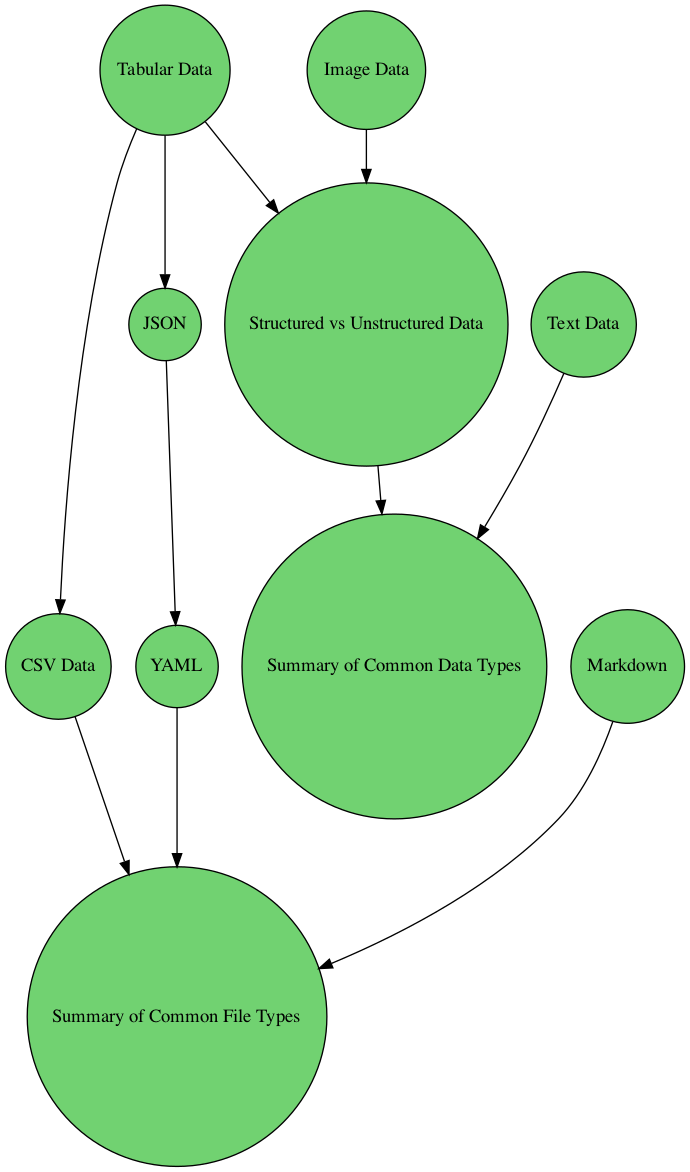 Tabular Data
Image Data
JSON
Structured vs Unstructured Data
Text Data
CSV Data
YAML
Summary of Common Data Types
Markdown
Summary of Common File Types